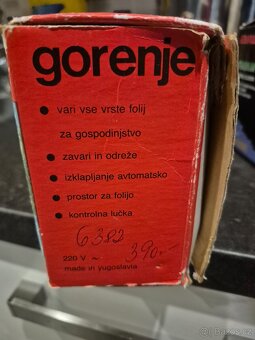 gorenje
● vari vse vrste folij
za gospodinjstvo
● zavari in odreže
● izklapljanje avtomatsko
● prostor za folijo
● kontrolna lučka
6382
220 V ~ 390.-
made in yugoslavia